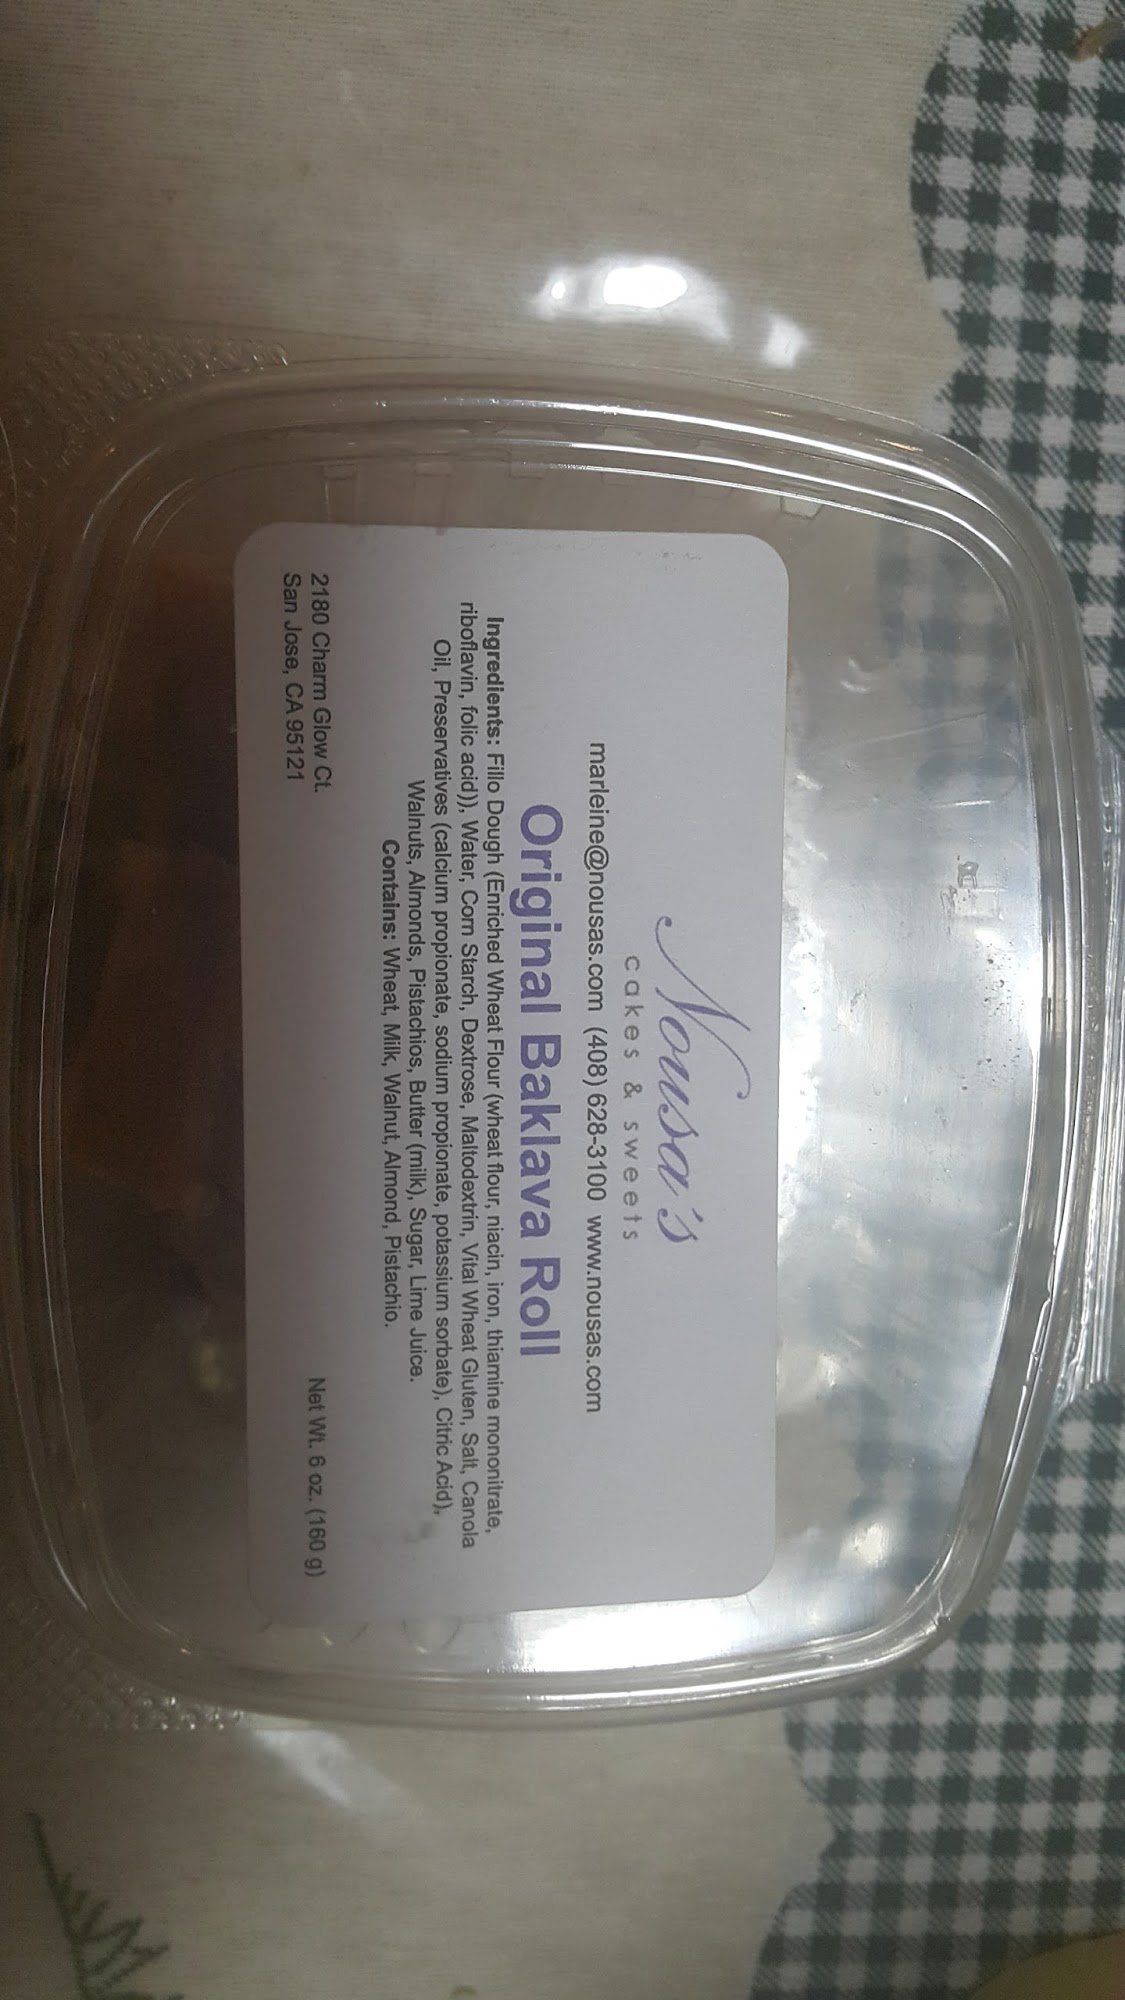 Nousa's
cakes & sweets
marleine@nousas.com (408) 628-3100 www.nousas.com
Original Baklava Roll
Ingredients: Fillo Dough (Enriched Wheat Flour (wheat flour, niacin, iron, thiamine mononitrate,
riboflavin, folic acid)), Water, Corn Starch, Dextrose, Maltodextrin, Vital Wheat Gluten, Salt, Canola
Oil, Preservatives (calcium propionate, sodium propionate, potassium sorbate), Citric Acid),
Walnuts, Almonds, Pistachios, Butter (milk), Sugar, Lime Juice.
Contains: Wheat, Milk, Walnut, Almond, Pistachio.
2180 Charm Glow Ct.
San Jose, CA 95121
Net Wt. 6 oz. (160 g)